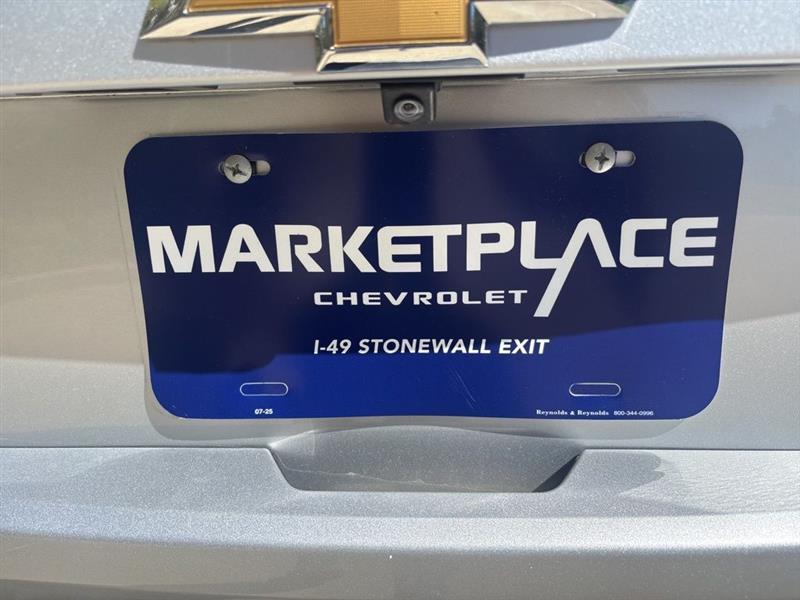 MARKETPLACE
CHEVROLET
I-49 STONEWALL EXIT
07-25
Reynolds & Reynolds 800-344-0996